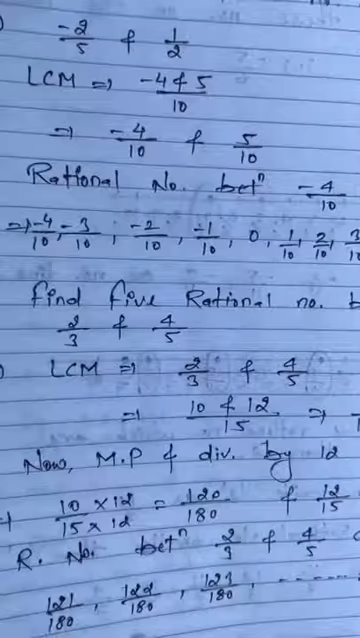 ) -2/5 & 1/2
LCM ⇒ -4 & 5/10
⇒ -4/10 & 5/10
Rational No. betⁿ -4/10
⇒ -4/10, -3/10, -2/10, -1/10, 0, 1/10, 2/10, 3/10
Find five Rational no. b
2/3 & 4/5
) LCM ⇒ 2/3 & 4/5
⇒ 10 & 12/15 ⇒
Now, M.P & div. by 12
⇒ 10 × 12/15 × 12 = 120/180 & 12/15
R. No. betⁿ 2/3 & 4/5
121/180, 122/180, 123/180, ------